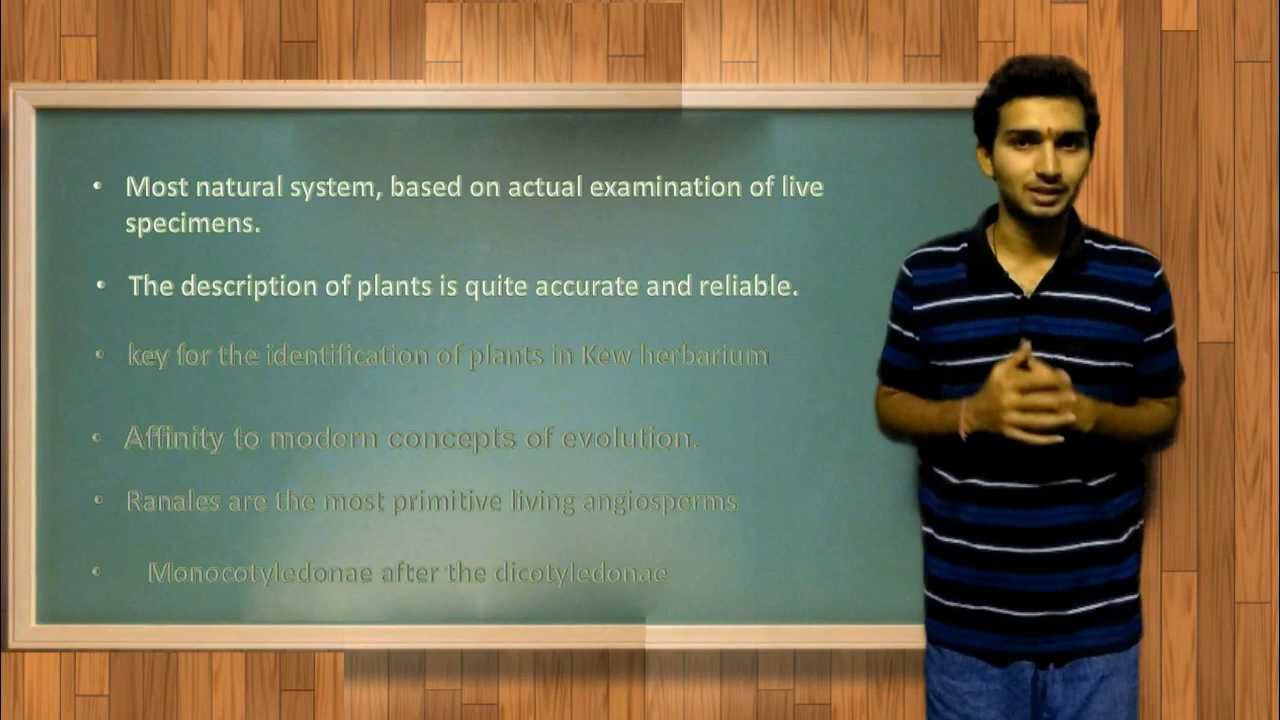 • Most natural system, based on actual examination of live
specimens.
• The description of plants is quite accurate and reliable.
• key for the identification of plants in Kew herbarium
• Affinity to modern concepts of evolution.
• Ranales are the most primitive living angiosperms
• Monocotyledonae after the dicotyledonae